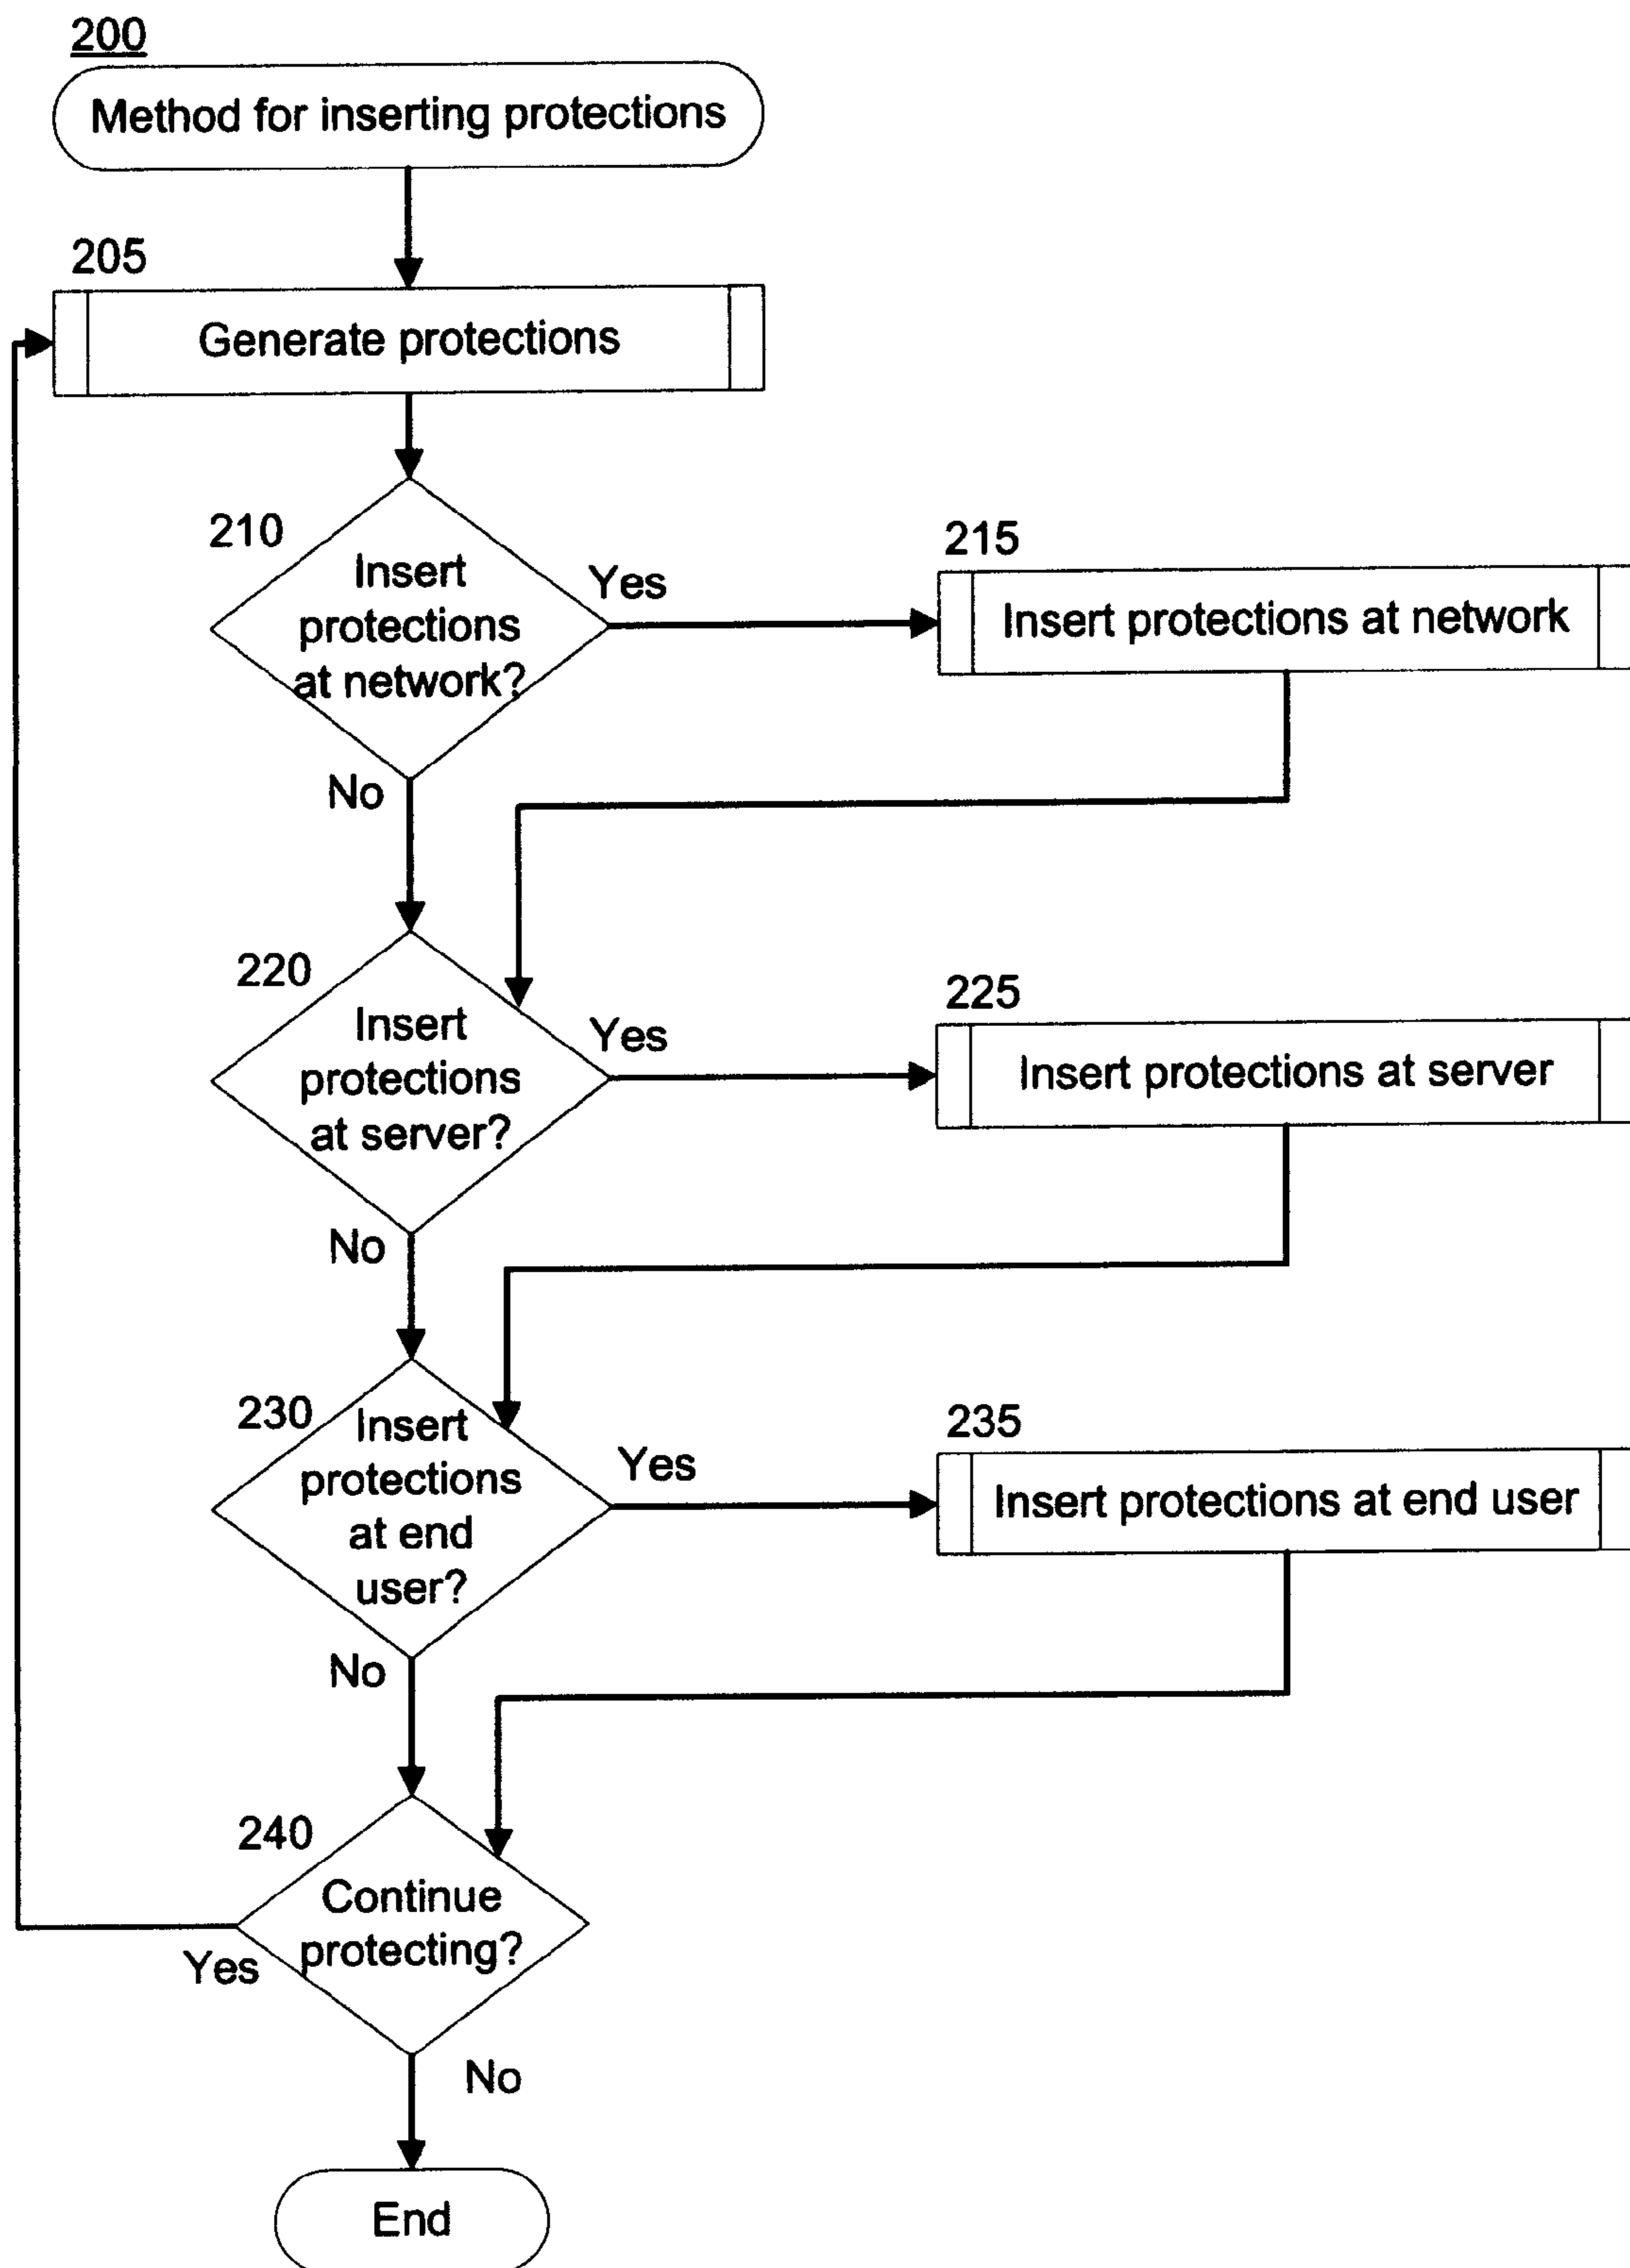 200
Method for inserting protections
205
Generate protections
210
Insert
protections
at network?
Yes
215
Insert protections at network
No
220
Insert
protections
at server?
Yes
225
Insert protections at server
No
230
Insert
protections
at end
user?
Yes
235
Insert protections at end user
No
240
Continue
protecting?
Yes
No
End